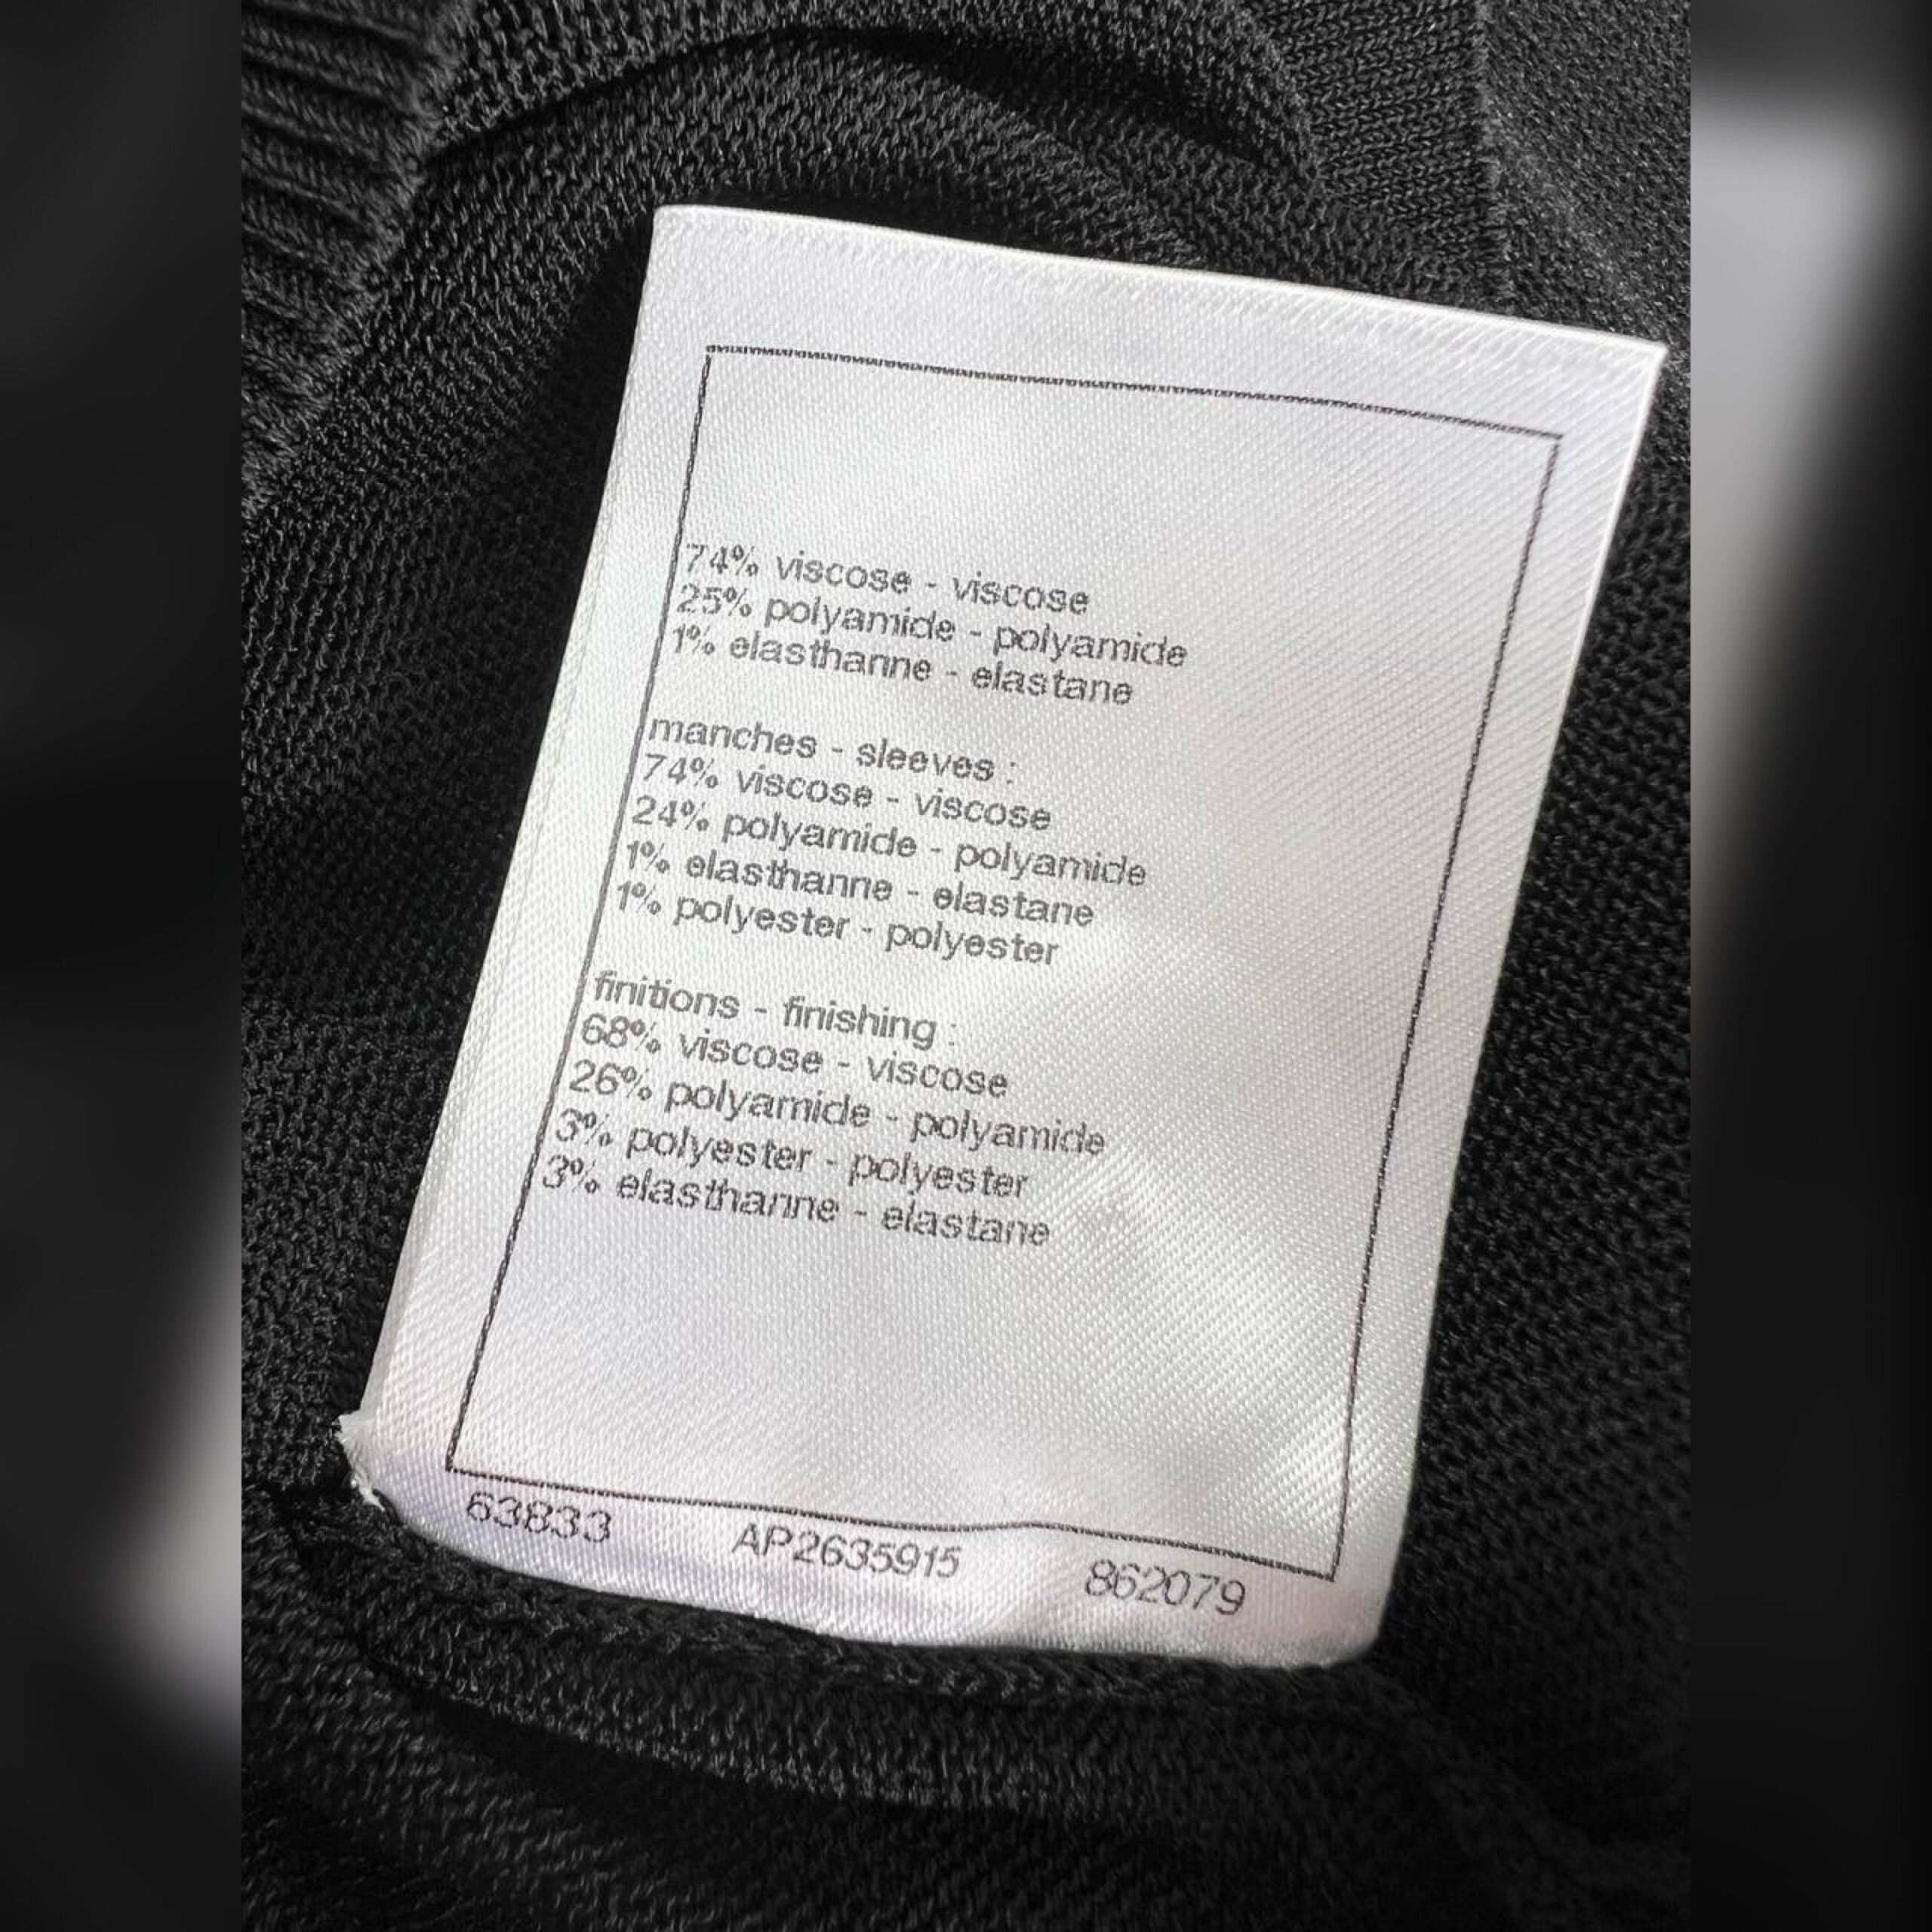 74% viscose - viscose
25% polyamide - polyamide
1% elasthanne - elastane
manches - sleeves :
74% viscose - viscose
24% polyamide - polyamide
1% elasthanne - elastane
1% polyester - polyester
finitions - finishing :
68% viscose - viscose
26% polyamide - polyamide
3% polyester - polyester
3% elasthanne - elastane
63833 AP2635915 862079